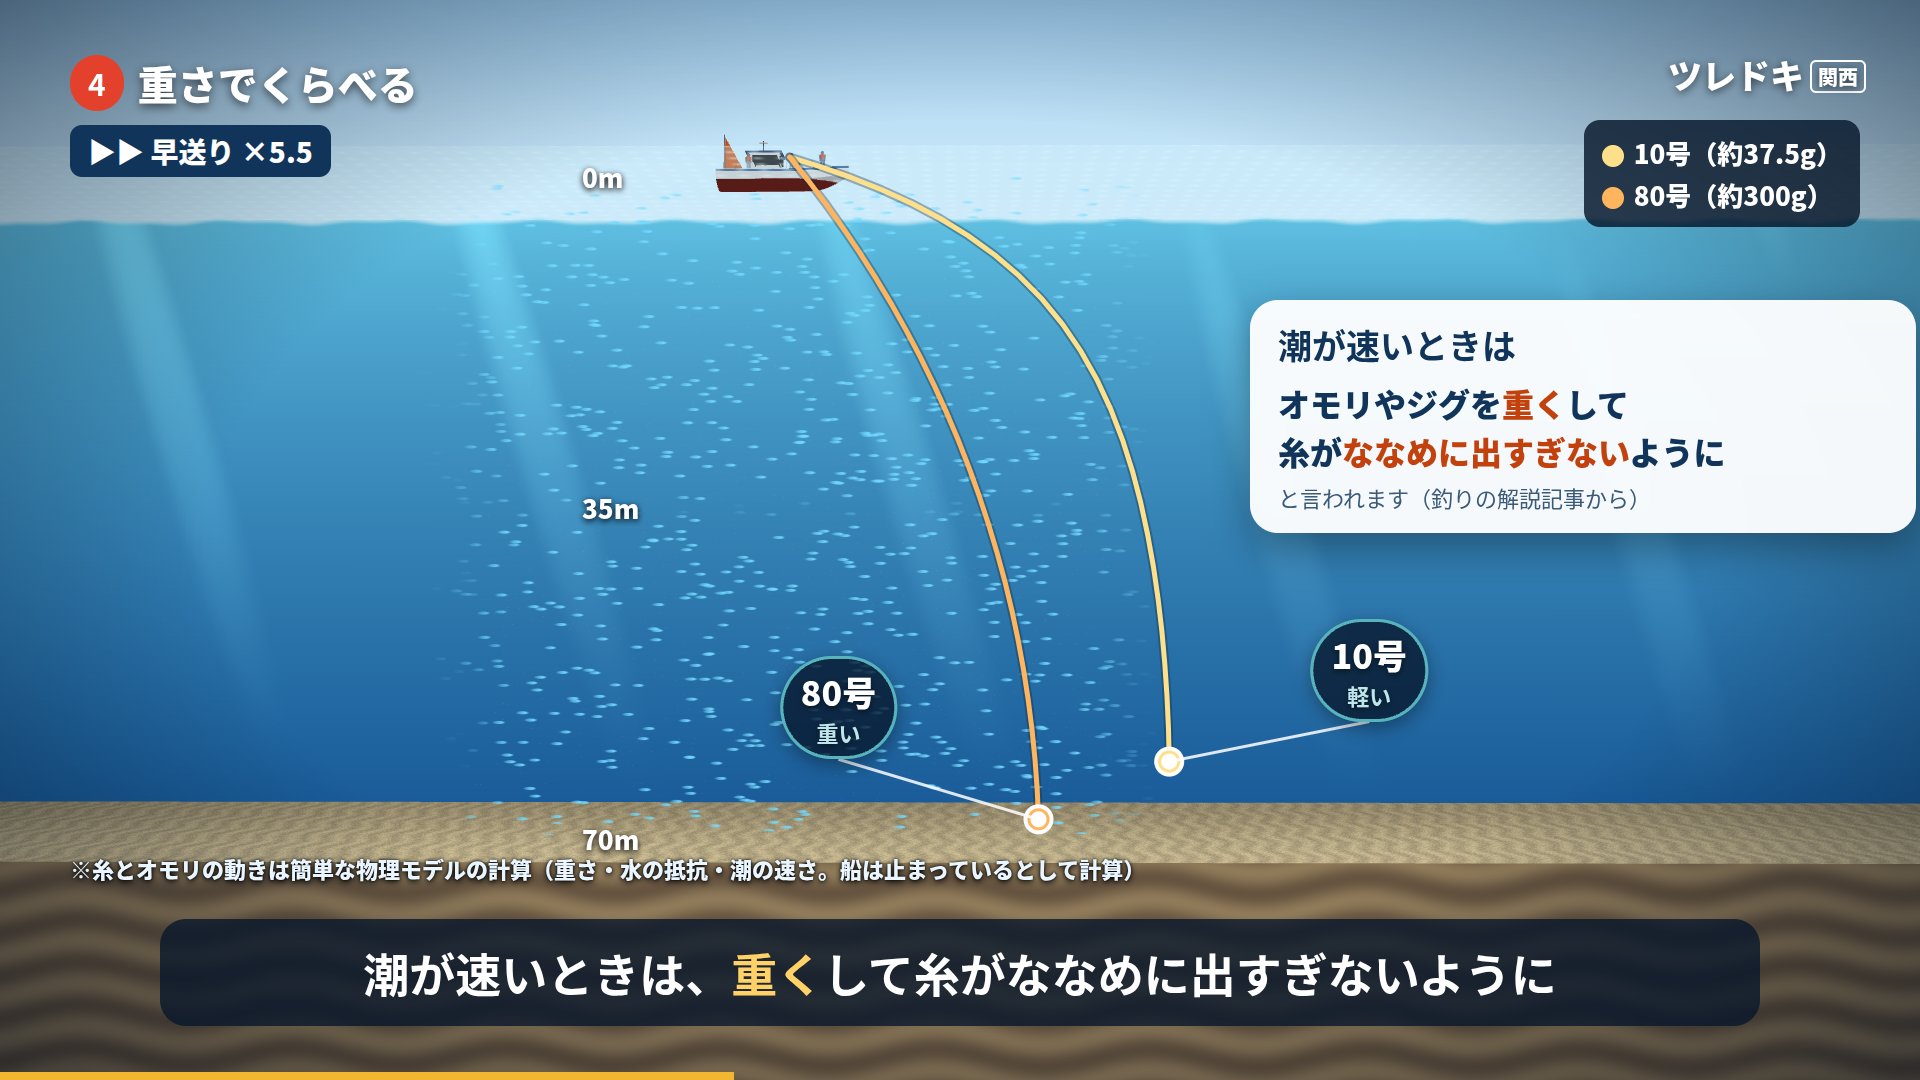 4 重さでくらべる
▶▶ 早送り ×5.5
ツレドキ 関西
10号（約37.5g）
80号（約300g）
0m
潮が速いときは
オモリやジグを重くして
糸がななめに出すぎないように
と言われます（釣りの解説記事から）
35m
10号
軽い
80号
重い
70m
※糸とオモリの動きは簡単な物理モデルの計算（重さ・水の抵抗・潮の速さ。船は止まっているとして計算）
潮が速いときは、重くして糸がななめに出すぎないように